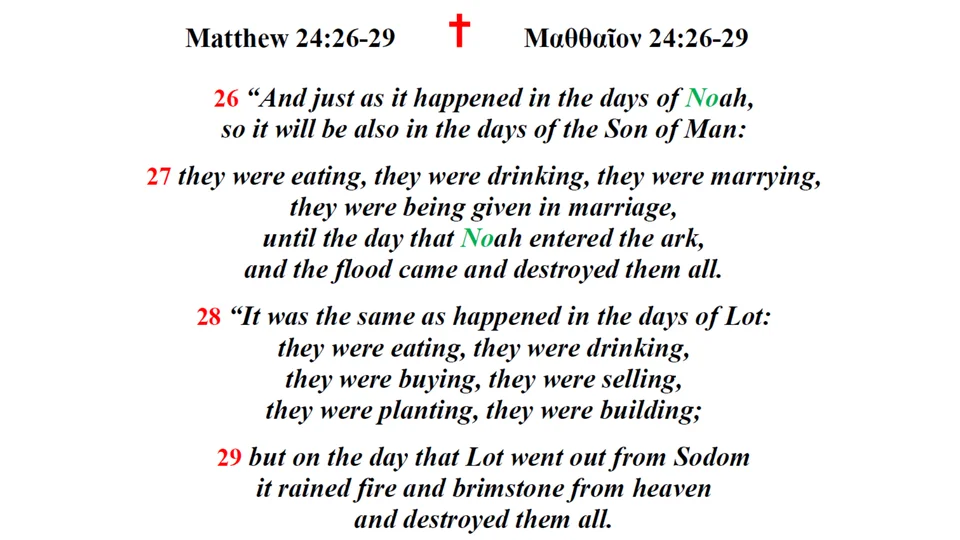 Matthew 24:26-29 ✝ Μαθθαῖον 24:26-29
26 “And just as it happened in the days of Noah,
so it will be also in the days of the Son of Man:
27 they were eating, they were drinking, they were marrying,
they were being given in marriage,
until the day that Noah entered the ark,
and the flood came and destroyed them all.
28 “It was the same as happened in the days of Lot:
they were eating, they were drinking,
they were buying, they were selling,
they were planting, they were building;
29 but on the day that Lot went out from Sodom
it rained fire and brimstone from heaven
and destroyed them all.